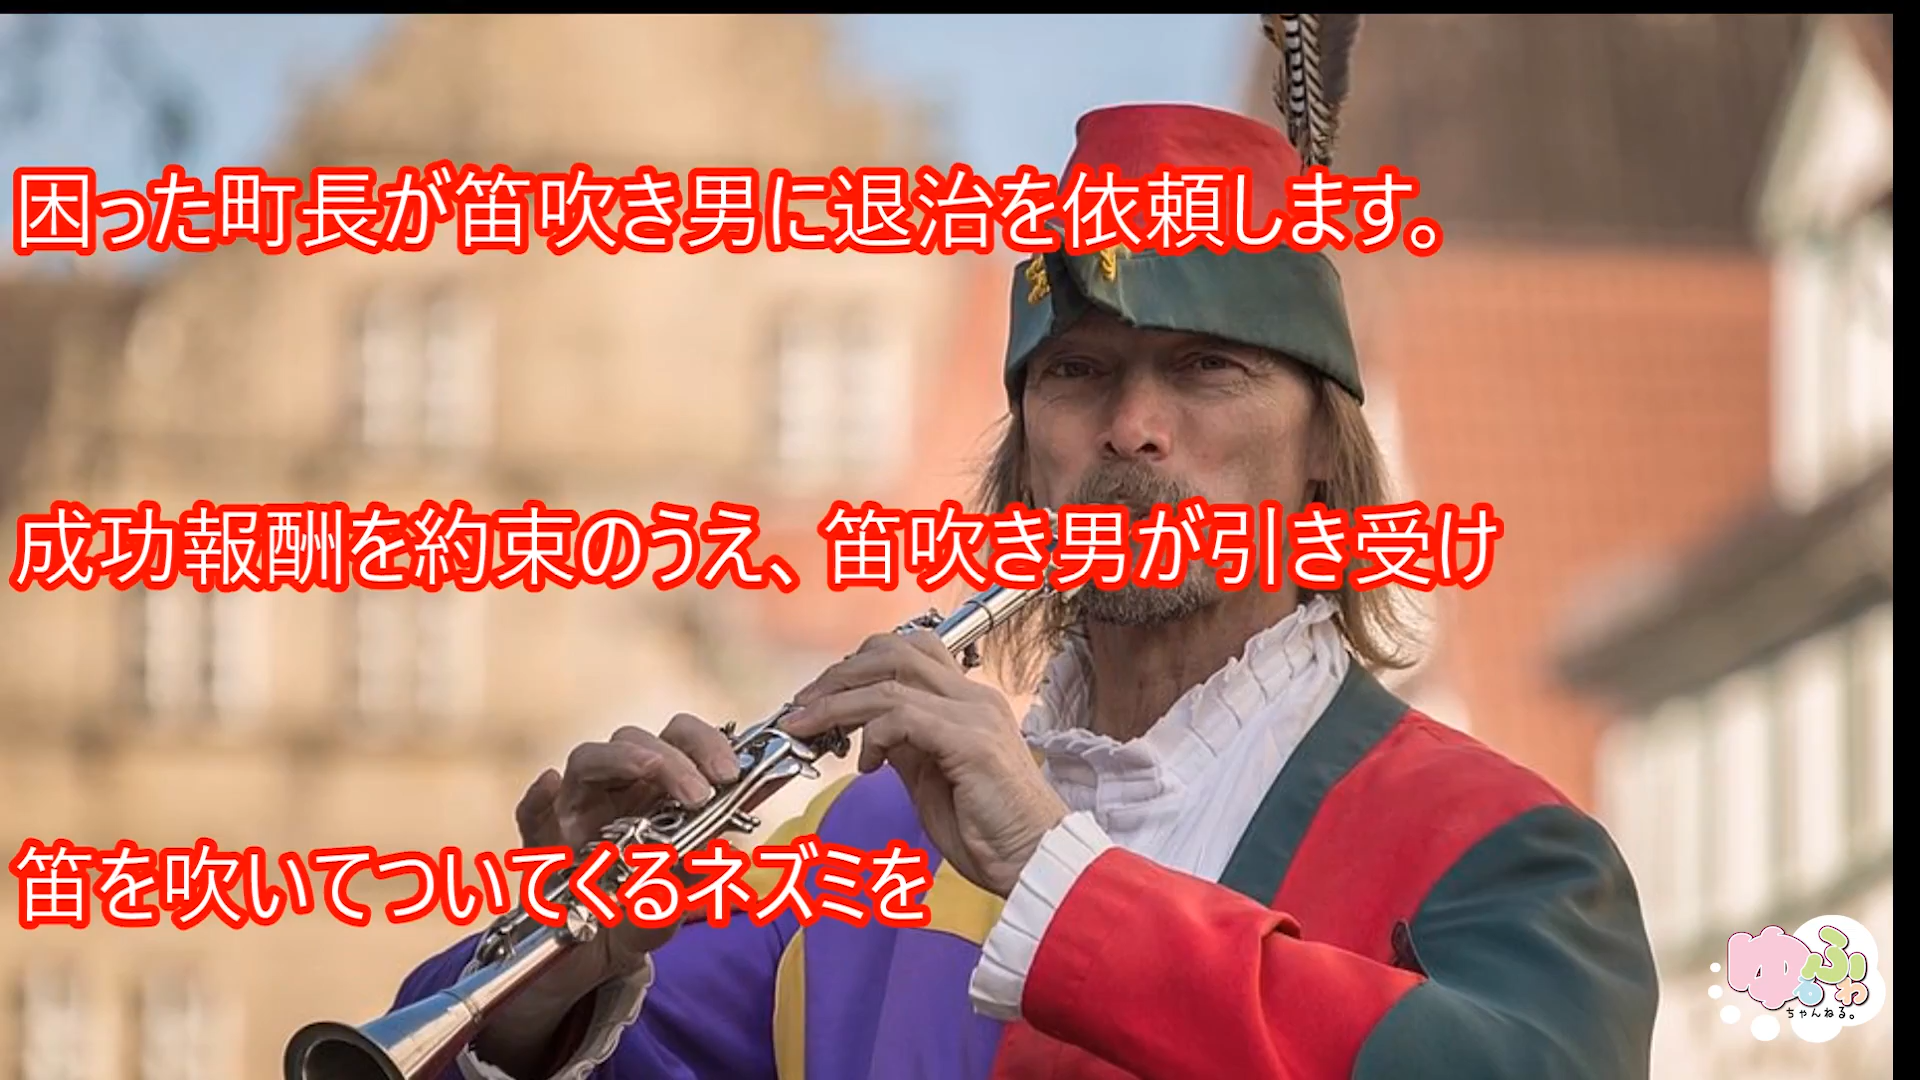 困った町長が笛吹き男に退治を依頼します。
成功報酬を約束のうえ、笛吹き男が引き受け
笛を吹いてついてくるネズミを
ゆるふわ
ちゃんねる。